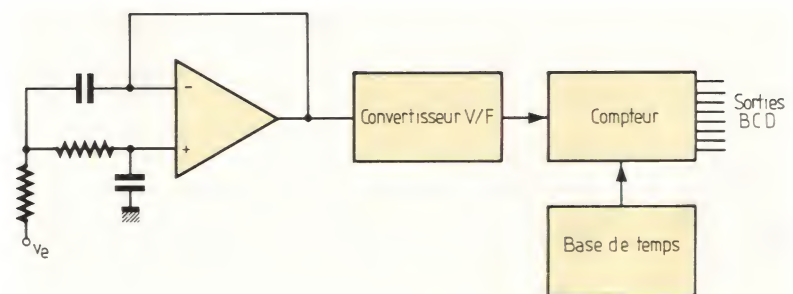 -
+
ve
Convertisseur V/F
Compteur
Sorties
BCD
Base de temps